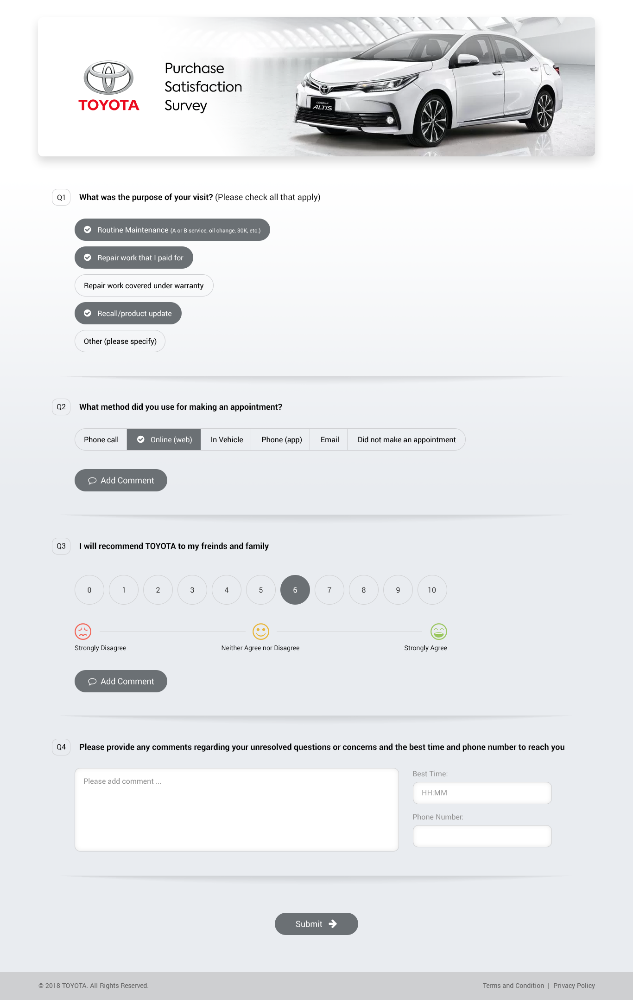 TOYOTA
Purchase
Satisfaction
Survey
COROLLA
ALTIS
Q1 What was the purpose of your visit? (Please check all that apply)
Routine Maintenance (A or B service, oil change, 30K, etc.)
Repair work that I paid for
Repair work covered under warranty
Recall/product update
Other (please specify)
Q2 What method did you use for making an appointment?
Phone call Online (web) In Vehicle Phone (app) Email Did not make an appointment
Add Comment
Q3 I will recommend TOYOTA to my freinds and family
0 1 2 3 4 5 6 7 8 9 10
Strongly Disagree Neither Agree nor Disagree Strongly Agree
Add Comment
Q4 Please provide any comments regarding your unresolved questions or concerns and the best time and phone number to reach you
Please add comment ...
Best Time:
HH:MM
Phone Number:
Submit
© 2018 TOYOTA. All Rights Reserved. Terms and Condition | Privacy Policy